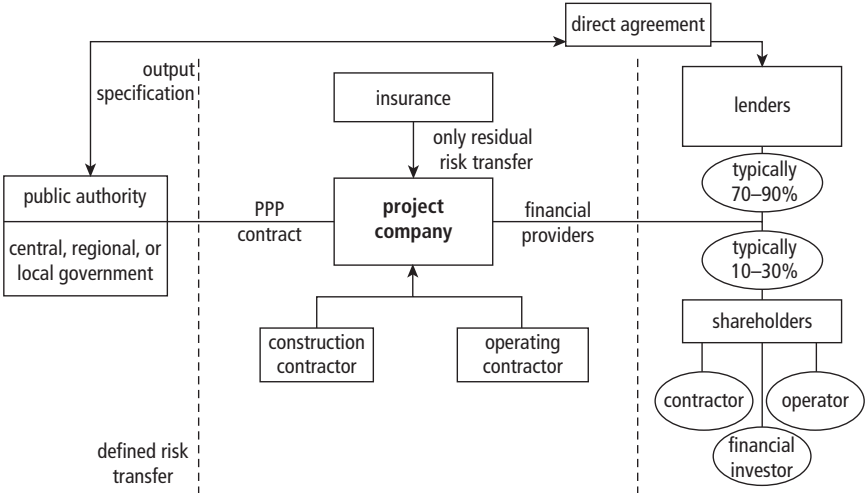 direct agreement
output
specification
insurance
lenders
only residual
risk transfer
typically
70–90%
public authority
central, regional, or
local government
PPP
contract
project
company
financial
providers
typically
10–30%
construction
contractor
operating
contractor
shareholders
contractor
operator
financial
investor
defined risk
transfer